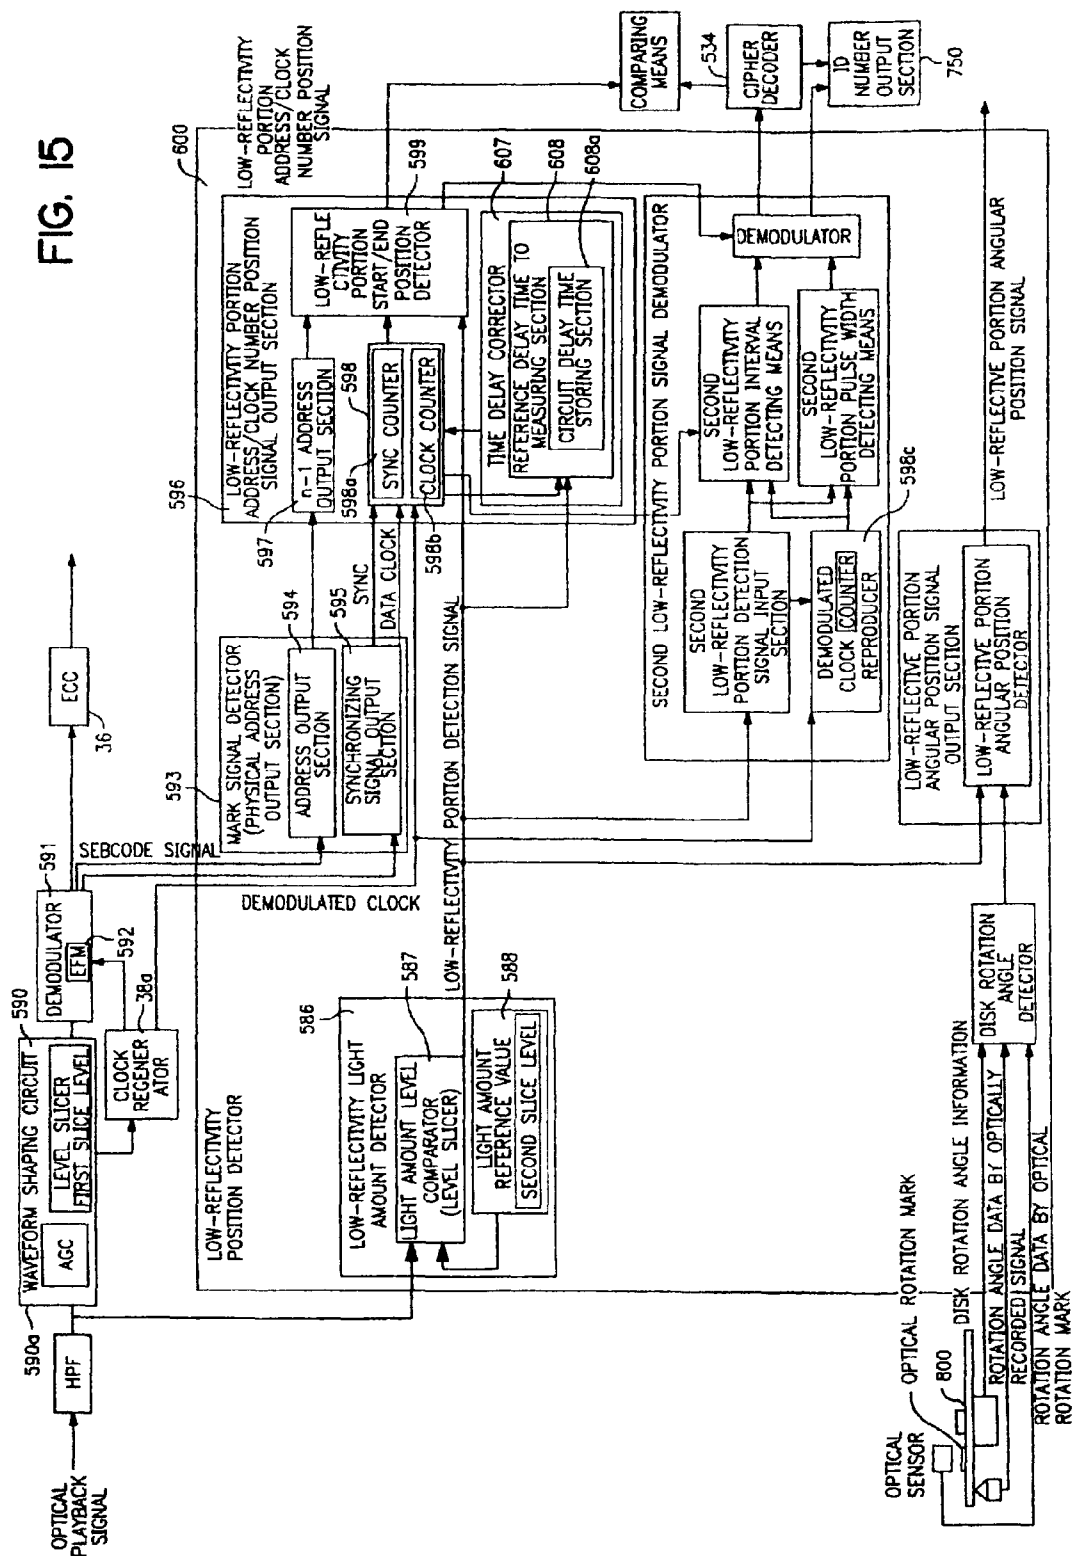 FIG. 15
OPTICAL
PLAYBACK
SIGNAL
HPF
590a
WAVEFORM SHAPING CIRCUIT
590
AGC
LEVEL SLICER
FIRST SLICE LEVEL
CLOCK
REGENER
ATOR
38a
DEMODULATOR
591
EFM
592
SEBCODE SIGNAL
ECC
36
DEMODULATED CLOCK
600
LOW-REFLECTIVITY
POSITION DETECTOR
586
LOW-REFLECTIVITY LIGHT
AMOUNT DETECTOR
LIGHT AMOUNT LEVEL
COMPARATOR
(LEVEL SLICER)
587
LIGHT AMOUNT
REFERENCE VALUE
SECOND SLICE LEVEL
588
LOW-REFLECTIVITY PORTION DETECTION SIGNAL
593
MARK SIGNAL DETECTOR
(PHYSICAL ADDRESS
OUTPUT SECTION)
594
ADDRESS OUTPUT
SECTION
595
SYNCHRONIZING
SIGNAL OUTPUT
SECTION
SYNC
DATA CLOCK
596
LOW-REFLECTIVITY PORTION
ADDRESS/CLOCK NUMBER POSITION
SIGNAL OUTPUT SECTION
597
n-1 ADDRESS
OUTPUT SECTION
598
598a
SYNC COUNTER
CLOCK COUNTER
598b
LOW-REFLE
CTIVITY
PORTION
START/END
POSITION
DETECTOR
599
LOW-REFLECTIVITY
PORTION
ADDRESS/CLOCK
NUMBER POSITION
SIGNAL
TIME DELAY CORRECTOR
607
REFERENCE DELAY TIME TO
MEASURING SECTION
608
CIRCUIT DELAY TIME
STORING SECTION
608a
COMPARING
MEANS
534
CIPHER
DECODER
ID
NUMBER
OUTPUT
SECTION
750
SECOND LOW-REFLECTIVITY PORTION SIGNAL DEMODULATOR
SECOND
LOW-REFLECTIVITY
PORTION DETECTION
SIGNAL INPUT
SECTION
DEMODULATED
CLOCK COUNTER
REPRODUCER
598c
SECOND
LOW-REFLECTIVITY
PORTION INTERVAL
DETECTING MEANS
SECOND
LOW-REFLECTIVITY
PORTION PULSE WIDTH
DETECTING MEANS
DEMODULATOR
LOW-REFLECTIVE PORTION
ANGULAR POSITION SIGNAL
OUTPUT SECTION
LOW-REFLECTIVE PORTION
ANGULAR POSITION
DETECTOR
LOW-REFLECTIVE PORTION ANGULAR
POSITION SIGNAL
DISK ROTATION
ANGLE
DETECTOR
OPTICAL
SENSOR
800
OPTICAL ROTATION MARK
DISK ROTATION ANGLE INFORMATION
ROTATION ANGLE DATA BY OPTICALLY
RECORDED SIGNAL
ROTATION ANGLE DATA BY OPTICAL
ROTATION MARK